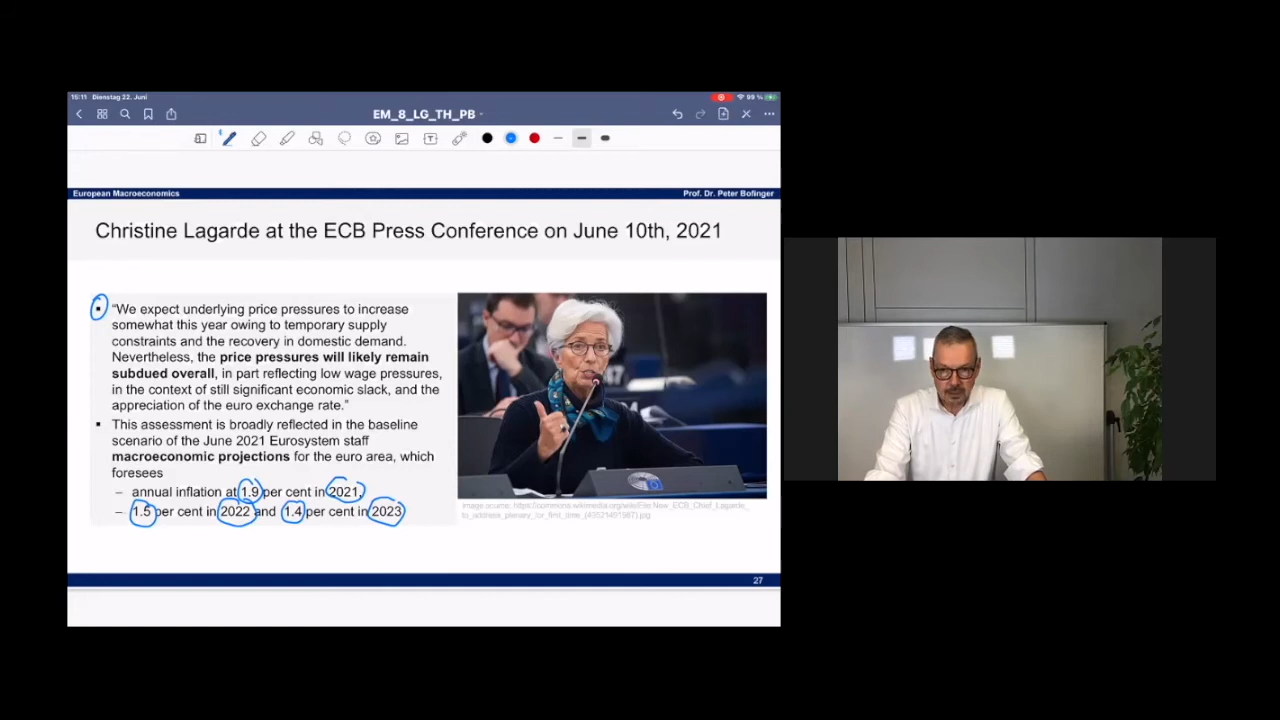 15:11 Dienstag 22. Juni
99 %
EM_8_LG_TH_PB
European Macroeconomics
Prof. Dr. Peter Bofinger
Christine Lagarde at the ECB Press Conference on June 10th, 2021
▪ “We expect underlying price pressures to increase
somewhat this year owing to temporary supply
constraints and the recovery in domestic demand.
Nevertheless, the price pressures will likely remain
subdued overall, in part reflecting low wage pressures,
in the context of still significant economic slack, and the
appreciation of the euro exchange rate.”
▪ This assessment is broadly reflected in the baseline
scenario of the June 2021 Eurosystem staff
macroeconomic projections for the euro area, which
foresees
– annual inflation at 1.9 per cent in 2021,
– 1.5 per cent in 2022 and 1.4 per cent in 2023
27